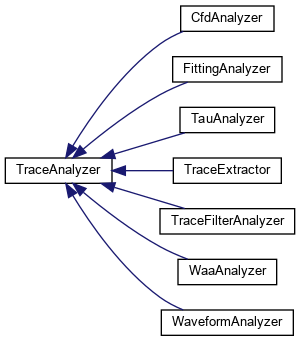 CfdAnalyzer
FittingAnalyzer
TauAnalyzer
TraceAnalyzer
TraceExtractor
TraceFilterAnalyzer
WaaAnalyzer
WaveformAnalyzer